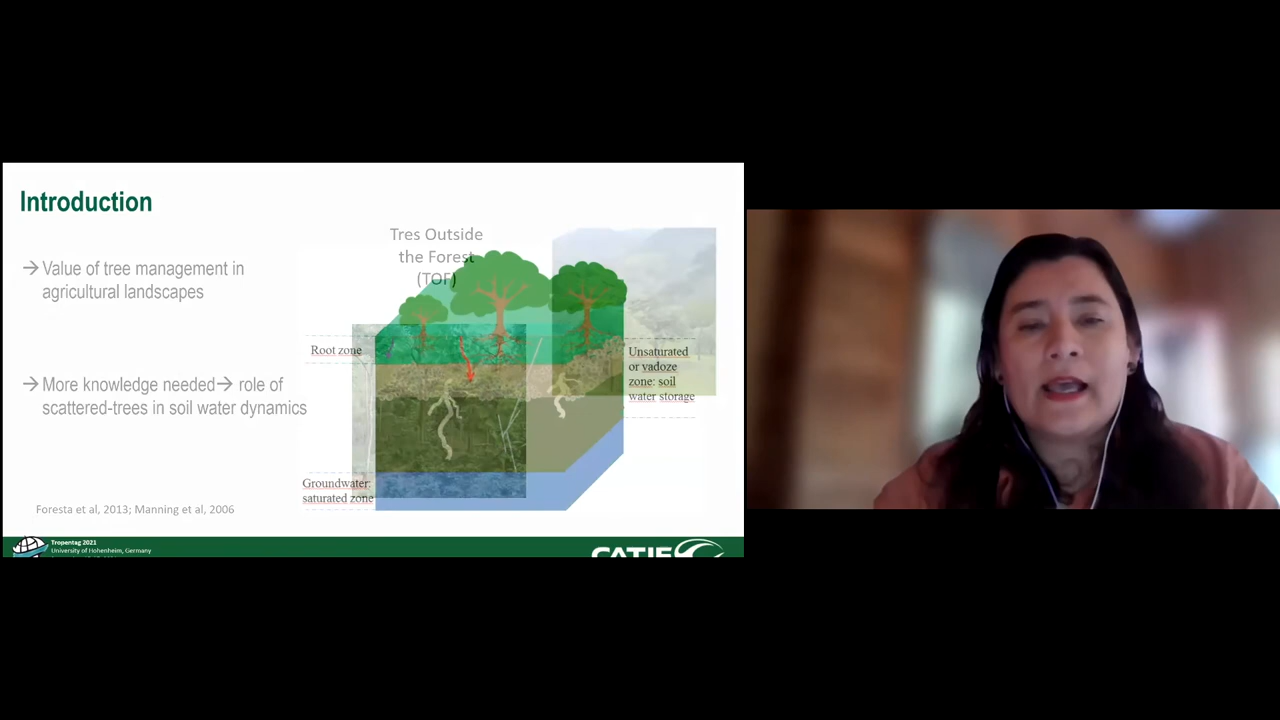 Introduction
→ Value of tree management in
agricultural landscapes
→ More knowledge needed→ role of
scattered-trees in soil water dynamics
Foresta et al, 2013; Manning et al, 2006
Tres Outside
the Forest
(TOF)
Root zone
Unsaturated
or vadoze
zone: soil
water storage
Groundwater:
saturated zone
Tropentag 2021
University of Hohenheim, Germany
CATIE